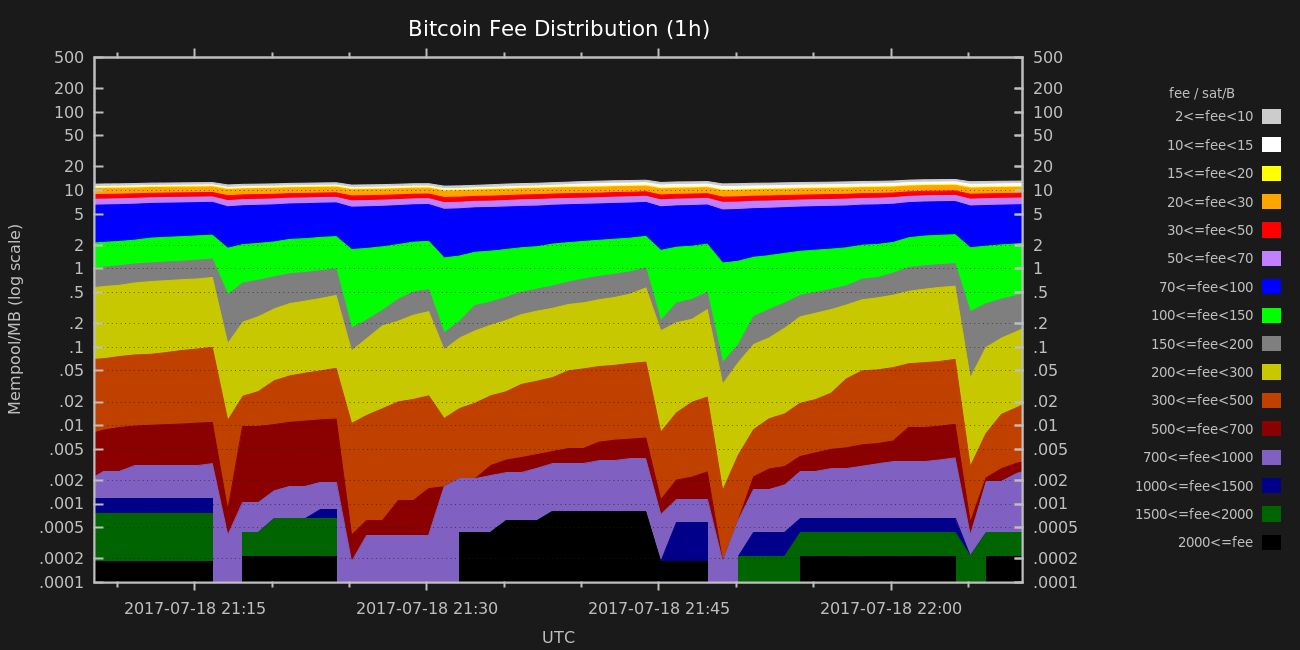 Bitcoin Fee Distribution (1h)
500 500
200 200
100 100
50 50
20 20
10 10
5 5
2 2
1 1
.5 .5
.2 .2
.1 .1
.05 .05
.02 .02
.01 .01
.005 .005
.002 .002
.001 .001
.0005 .0005
.0002 .0002
.0001 .0001
Mempool/MB (log scale)
2017-07-18 21:15 2017-07-18 21:30 2017-07-18 21:45 2017-07-18 22:00
UTC
fee / sat/B
2<=fee<10
10<=fee<15
15<=fee<20
20<=fee<30
30<=fee<50
50<=fee<70
70<=fee<100
100<=fee<150
150<=fee<200
200<=fee<300
300<=fee<500
500<=fee<700
700<=fee<1000
1000<=fee<1500
1500<=fee<2000
2000<=fee